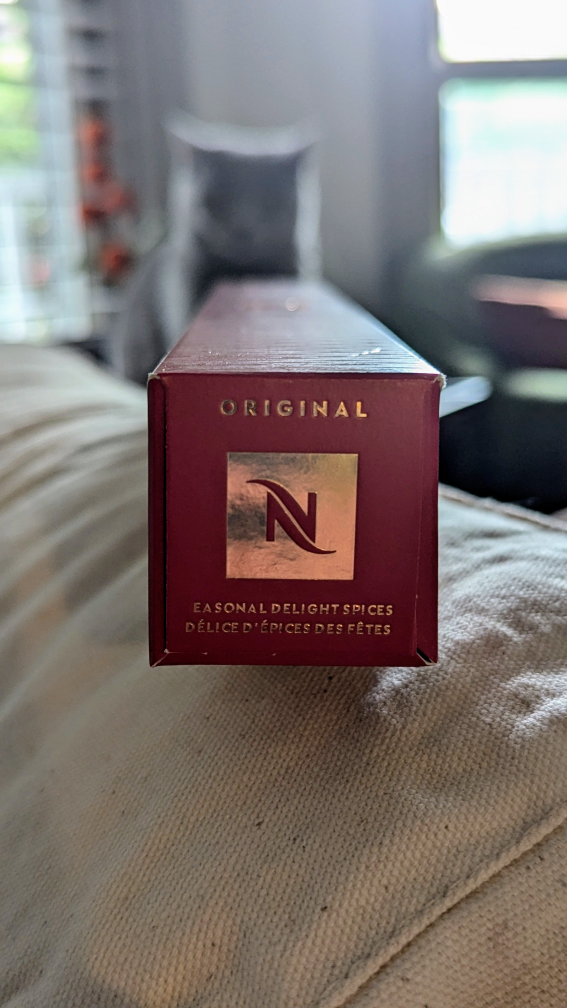 ORIGINAL
N
EASONAL DELIGHT SPICES
DÉLICE D'ÉPICES DES FÊTES